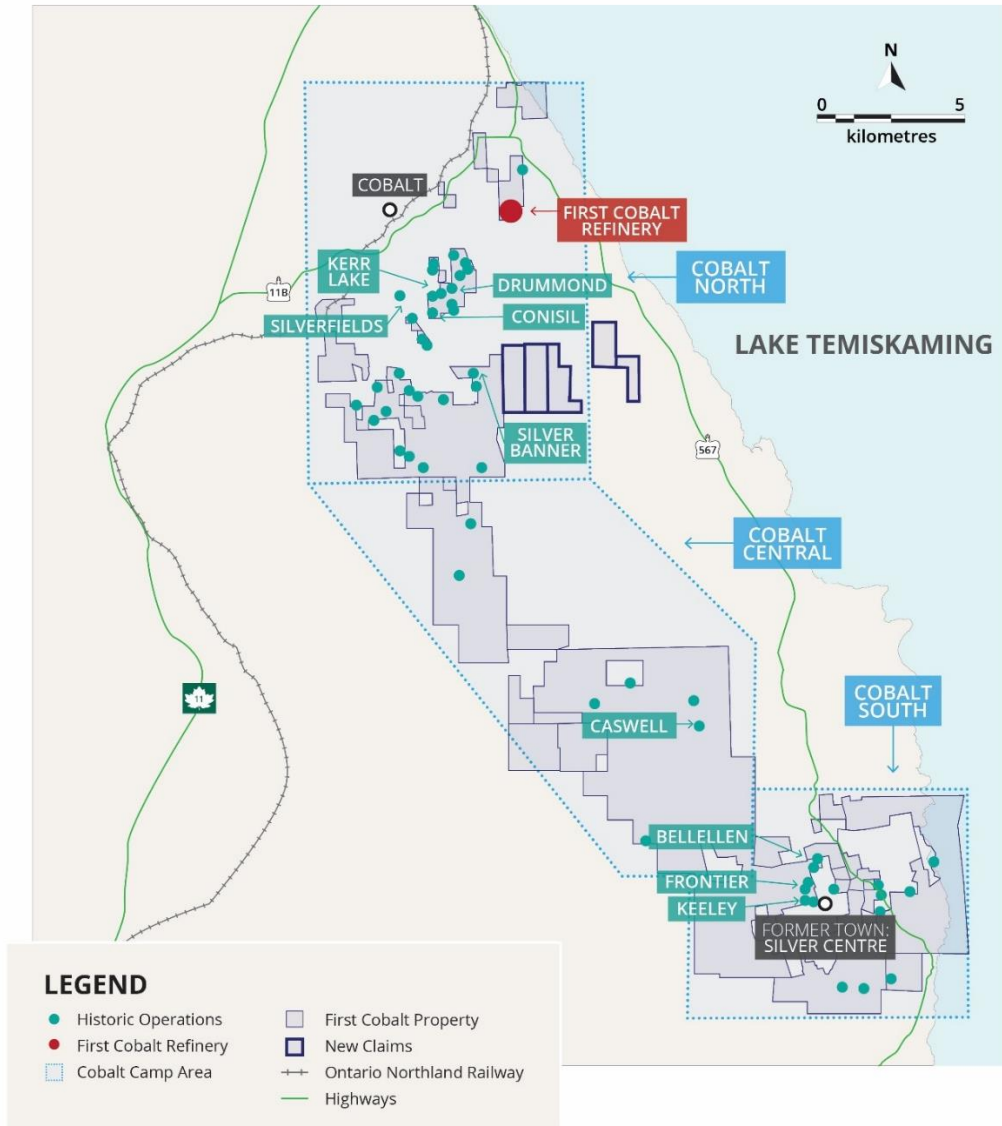 N
0 5
kilometres
COBALT
FIRST COBALT
REFINERY
KERR
LAKE
DRUMMOND
COBALT
NORTH
11B
SILVERFIELDS
CONISIL
LAKE TEMISKAMING
SILVER
BANNER
567
COBALT
CENTRAL
11
COBALT
SOUTH
CASWELL
BELLELLEN
FRONTIER
KEELEY
FORMER TOWN:
SILVER CENTRE
LEGEND
Historic Operations
First Cobalt Refinery
Cobalt Camp Area
First Cobalt Property
New Claims
Ontario Northland Railway
Highways